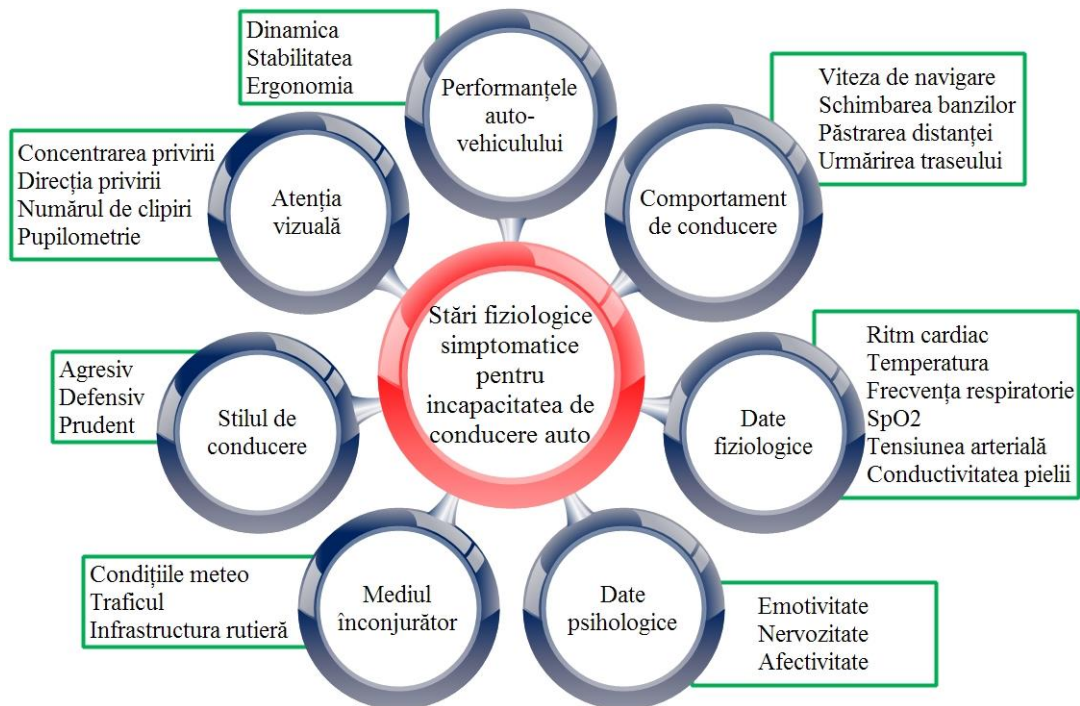 Dinamica
Stabilitatea
Ergonomia
Performanțele
auto-
vehiculului
Viteza de navigare
Schimbarea banzilor
Păstrarea distanței
Urmărirea traseului
Concentrarea privirii
Direcția privirii
Numărul de clipiri
Pupilometrie
Atenția
vizuală
Comportament
de conducere
Stări fiziologice
simptomatice
pentru
incapacitatea de
conducere auto
Agresiv
Defensiv
Prudent
Stilul de
conducere
Date
fiziologice
Ritm cardiac
Temperatura
Frecvența respiratorie
SpO2
Tensiunea arterială
Conductivitatea pielii
Condițiile meteo
Traficul
Infrastructura rutieră
Mediul
înconjurător
Date
psihologice
Emotivitate
Nervozitate
Afectivitate